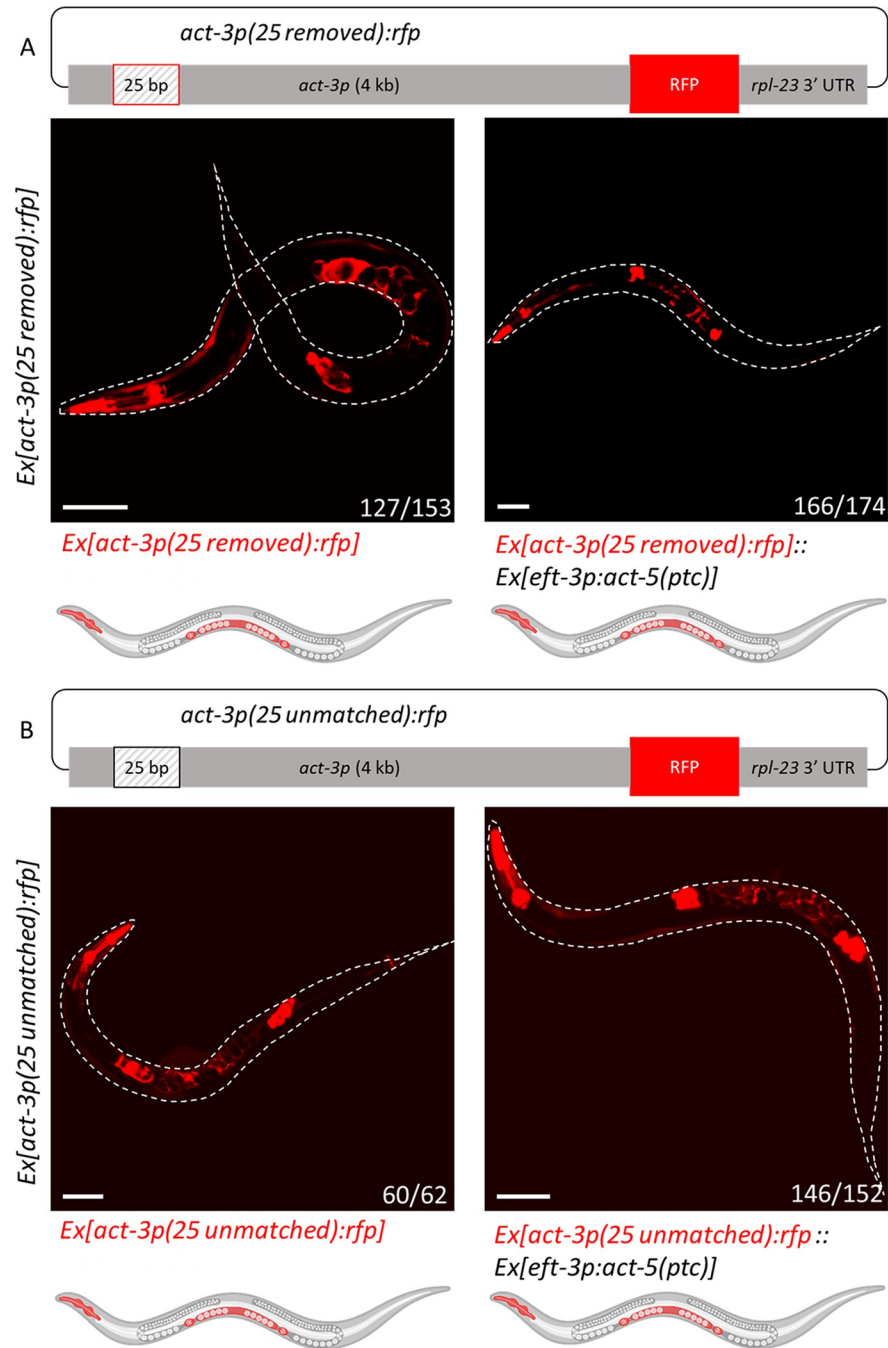 A
act-3p(25 removed):rfp
25 bp
act-3p (4 kb)
RFP
rpl-23 3’ UTR
Ex[act-3p(25 removed):rfp]
127/153
166/174
Ex[act-3p(25 removed):rfp]
Ex[act-3p(25 removed):rfp]::
Ex[eft-3p:act-5(ptc)]
B
act-3p(25 unmatched):rfp
25 bp
act-3p (4 kb)
RFP
rpl-23 3’ UTR
Ex[act-3p(25 unmatched):rfp]
60/62
146/152
Ex[act-3p(25 unmatched):rfp]
Ex[act-3p(25 unmatched):rfp ::
Ex[eft-3p:act-5(ptc)]